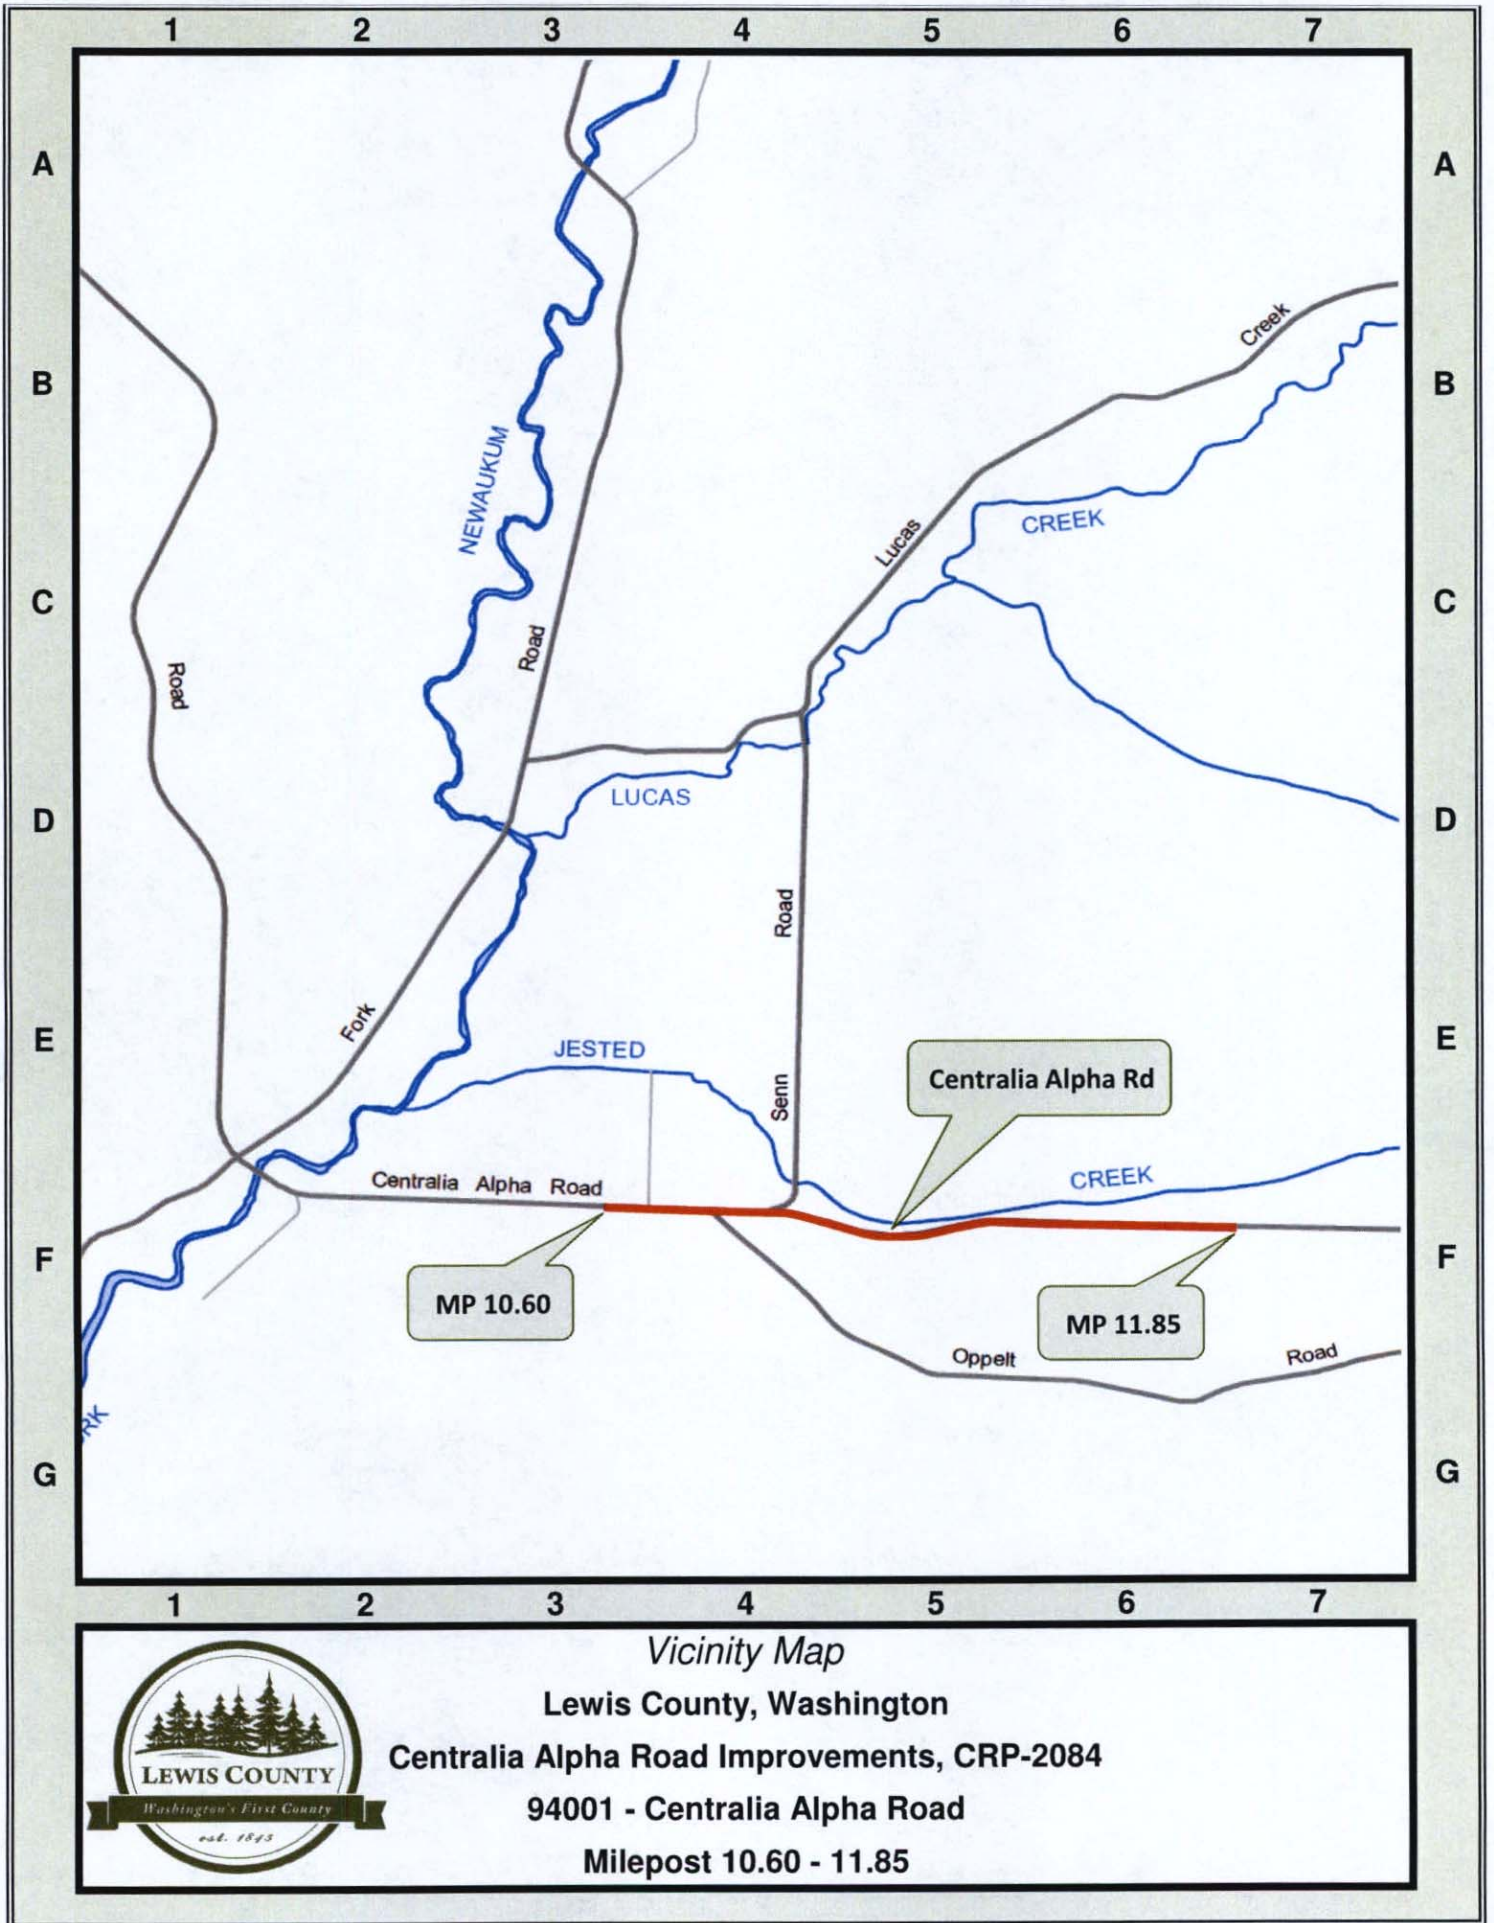 1 2 3 4 5 6 7
A A
Creek
B B
NEWAUKUM
CREEK
Lucas
C C
Road
Road
LUCAS
D D
Road
Fork
E E
JESTED
Centralia Alpha Rd
Senn
CREEK
Centralia Alpha Road
F F
MP 10.60
MP 11.85
Oppelt Road
RK
G G
1 2 3 4 5 6 7
Vicinity Map
Lewis County, Washington
Centralia Alpha Road Improvements, CRP-2084
94001 - Centralia Alpha Road
Milepost 10.60 - 11.85
LEWIS COUNTY
Washington's First County
est. 1845